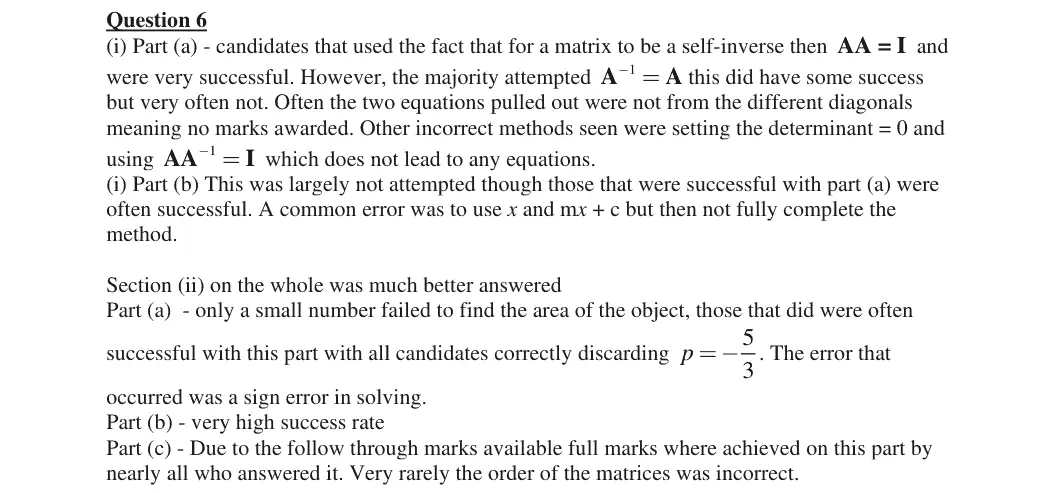 Question 6
(i) Part (a) - candidates that used the fact that for a matrix to be a self-inverse then AA = I and
were very successful. However, the majority attempted A⁻¹ = A this did have some success
but very often not. Often the two equations pulled out were not from the different diagonals
meaning no marks awarded. Other incorrect methods seen were setting the determinant = 0 and
using AA⁻¹ = I which does not lead to any equations.
(i) Part (b) This was largely not attempted though those that were successful with part (a) were
often successful. A common error was to use x and mx + c but then not fully complete the
method.
Section (ii) on the whole was much better answered
Part (a) - only a small number failed to find the area of the object, those that did were often
successful with this part with all candidates correctly discarding p = −5/3. The error that
occurred was a sign error in solving.
Part (b) - very high success rate
Part (c) - Due to the follow through marks available full marks where achieved on this part by
nearly all who answered it. Very rarely the order of the matrices was incorrect.